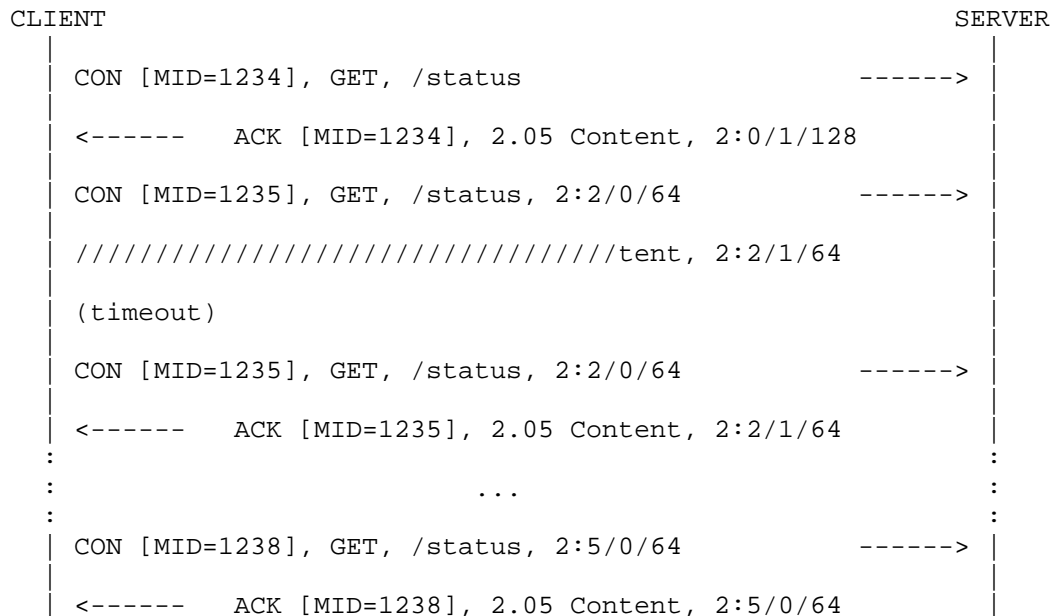 CLIENT SERVER
CON [MID=1234], GET, /status ------>
<------ ACK [MID=1234], 2.05 Content, 2:0/1/128
CON [MID=1235], GET, /status, 2:2/0/64 ------>
//////////////////////////////////tent, 2:2/1/64
(timeout)
CON [MID=1235], GET, /status, 2:2/0/64 ------>
<------ ACK [MID=1235], 2.05 Content, 2:2/1/64
...
CON [MID=1238], GET, /status, 2:5/0/64 ------>
<------ ACK [MID=1238], 2.05 Content, 2:5/0/64